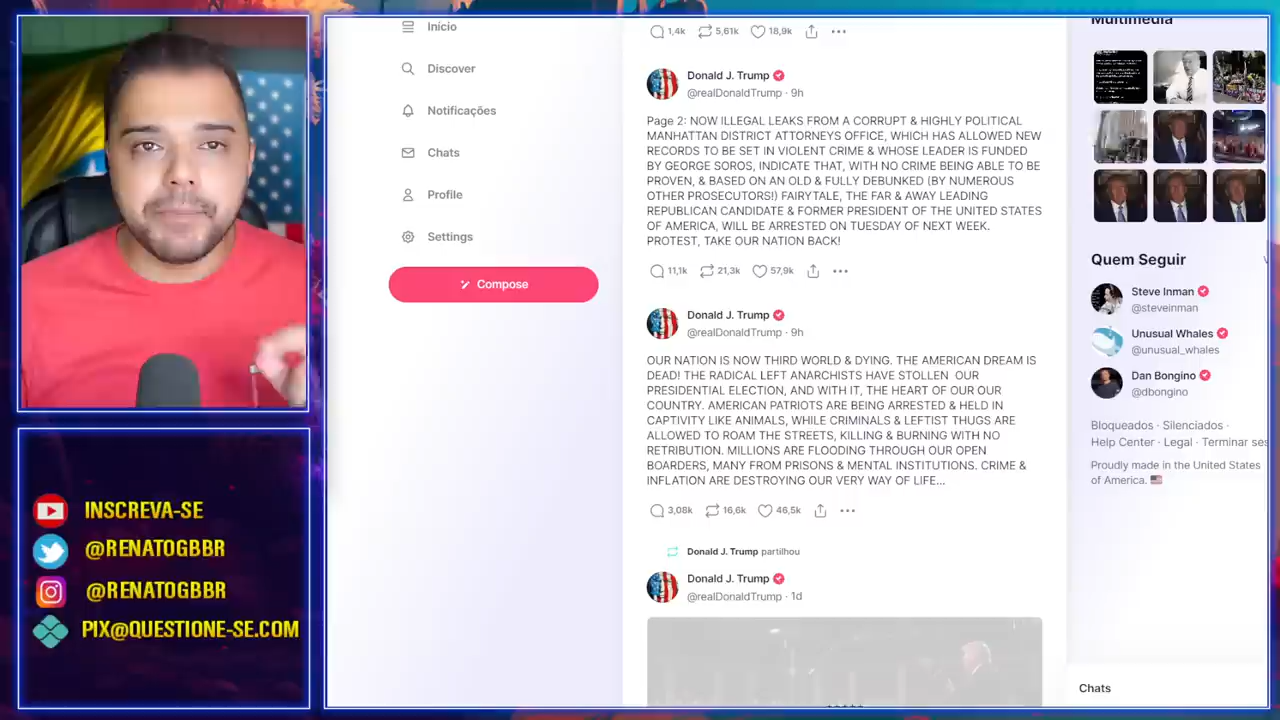 Início
Discover
Notificações
Chats
Profile
Settings
Compose
1,4k 5,61k 18,9k
Donald J. Trump
@realDonaldTrump · 9h
Page 2: NOW ILLEGAL LEAKS FROM A CORRUPT & HIGHLY POLITICAL
MANHATTAN DISTRICT ATTORNEYS OFFICE, WHICH HAS ALLOWED NEW
RECORDS TO BE SET IN VIOLENT CRIME & WHOSE LEADER IS FUNDED
BY GEORGE SOROS, INDICATE THAT, WITH NO CRIME BEING ABLE TO BE
PROVEN, & BASED ON AN OLD & FULLY DEBUNKED (BY NUMEROUS
OTHER PROSECUTORS!) FAIRYTALE, THE FAR & AWAY LEADING
REPUBLICAN CANDIDATE & FORMER PRESIDENT OF THE UNITED STATES
OF AMERICA, WILL BE ARRESTED ON TUESDAY OF NEXT WEEK.
PROTEST, TAKE OUR NATION BACK!
11,1k 21,3k 57,9k
Donald J. Trump
@realDonaldTrump · 9h
OUR NATION IS NOW THIRD WORLD & DYING. THE AMERICAN DREAM IS
DEAD! THE RADICAL LEFT ANARCHISTS HAVE STOLLEN OUR
PRESIDENTIAL ELECTION, AND WITH IT, THE HEART OF OUR OUR
COUNTRY. AMERICAN PATRIOTS ARE BEING ARRESTED & HELD IN
CAPTIVITY LIKE ANIMALS, WHILE CRIMINALS & LEFTIST THUGS ARE
ALLOWED TO ROAM THE STREETS, KILLING & BURNING WITH NO
RETRIBUTION. MILLIONS ARE FLOODING THROUGH OUR OPEN
BOARDERS, MANY FROM PRISONS & MENTAL INSTITUTIONS. CRIME &
INFLATION ARE DESTROYING OUR VERY WAY OF LIFE...
3,08k 16,6k 46,5k
Donald J. Trump partilhou
Donald J. Trump
@realDonaldTrump · 1d
Multimedia
Quem Seguir
Steve Inman
@steveinman
Unusual Whales
@unusual_whales
Dan Bongino
@dbongino
Bloqueados · Silenciados ·
Help Center · Legal · Terminar ses
Proudly made in the United States
of America.
Chats
INSCREVA-SE
@RENATOGBBR
@RENATOGBBR
PIX@QUESTIONE-SE.COM